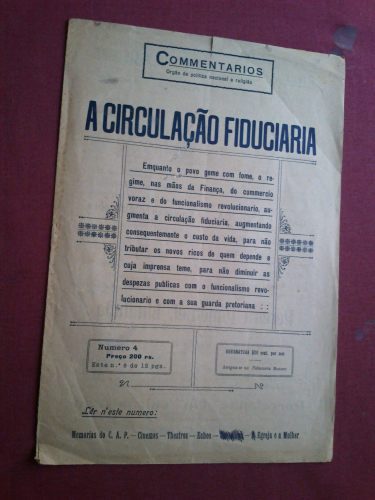 COMMENTARIOS
Orgão de politica nacional e religião
A CIRCULAÇÃO FIDUCIARIA
Emquanto o povo geme com fome, o re-
gime, nas mãos da Finança, do commercio
voraz e do funcionalismo revolucionario, au-
gmenta a circulação fiduciaria, augmentando
consequentemente o custo da vida, para não
tributar os novos ricos de quem depende e
cuja imprensa teme, para não diminuir as
despezas publicas com o funcionalismo revo-
lucionario e com a sua guarda pretoriana : :
Numero 4
Preço 200 rs.
Este n.º é de 12 pgs.
Lêr n'este numero:
Memorias do C. A. P. — Cinemas — Theatros — Echos — A Egreja e a Mulher